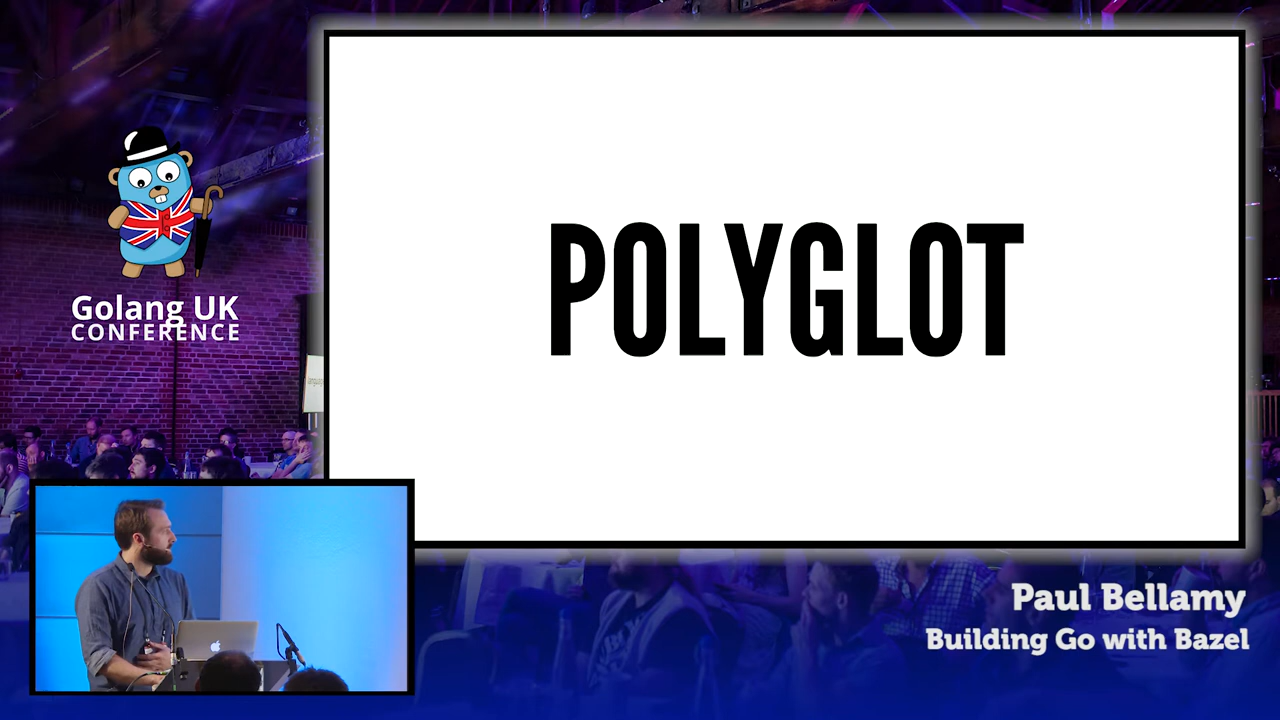 POLYGLOT
Golang UK
CONFERENCE
Paul Bellamy
Building Go with Bazel